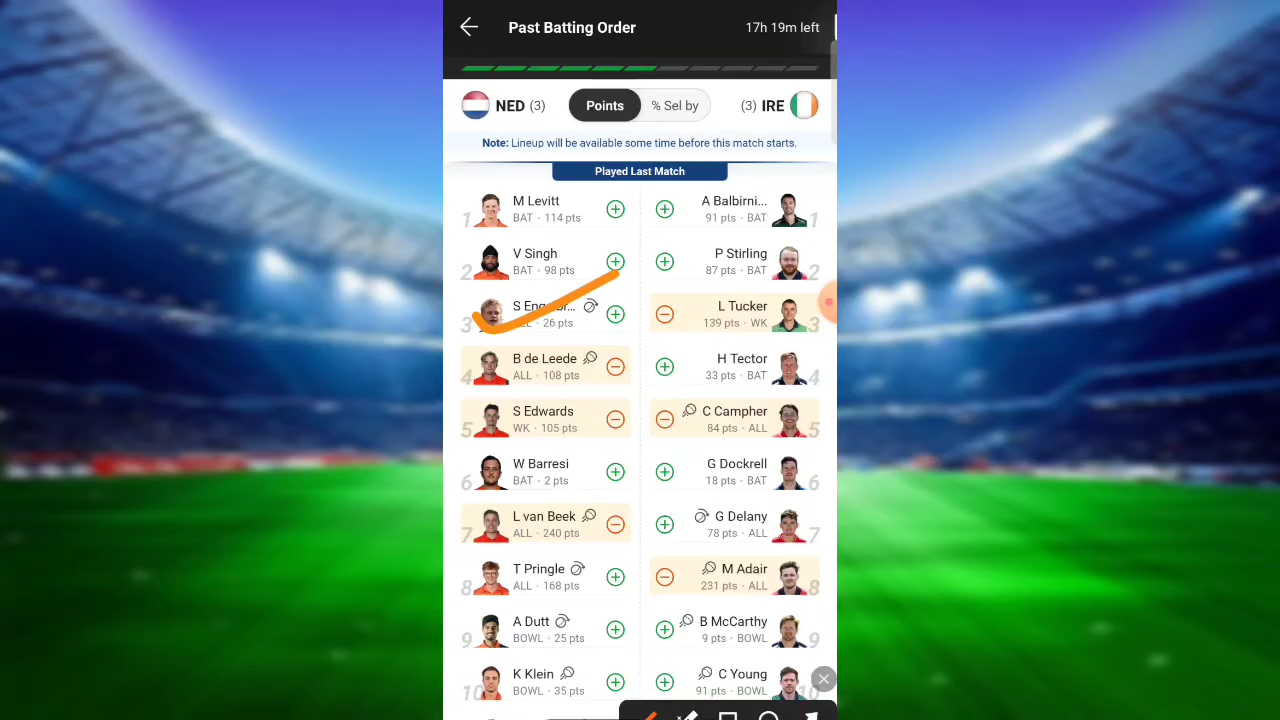 Past Batting Order
17h 19m left
NED (3)
Points
% Sel by
(3) IRE
Note: Lineup will be available some time before this match starts.
Played Last Match
1
M Levitt
BAT · 114 pts
A Balbirni...
91 pts · BAT
1
2
V Singh
BAT · 98 pts
P Stirling
87 pts · BAT
2
3
26 pts
L Tucker
139 pts · WK
3
4
B de Leede
ALL · 108 pts
H Tector
33 pts · BAT
4
5
S Edwards
WK · 105 pts
C Campher
84 pts · ALL
5
6
W Barresi
BAT · 2 pts
G Dockrell
18 pts · BAT
6
7
L van Beek
ALL · 240 pts
G Delany
78 pts · ALL
7
8
T Pringle
ALL · 168 pts
M Adair
231 pts · ALL
8
9
A Dutt
BOWL · 25 pts
B McCarthy
9 pts · BOWL
9
10
K Klein
BOWL · 35 pts
C Young
91 pts · BOWL